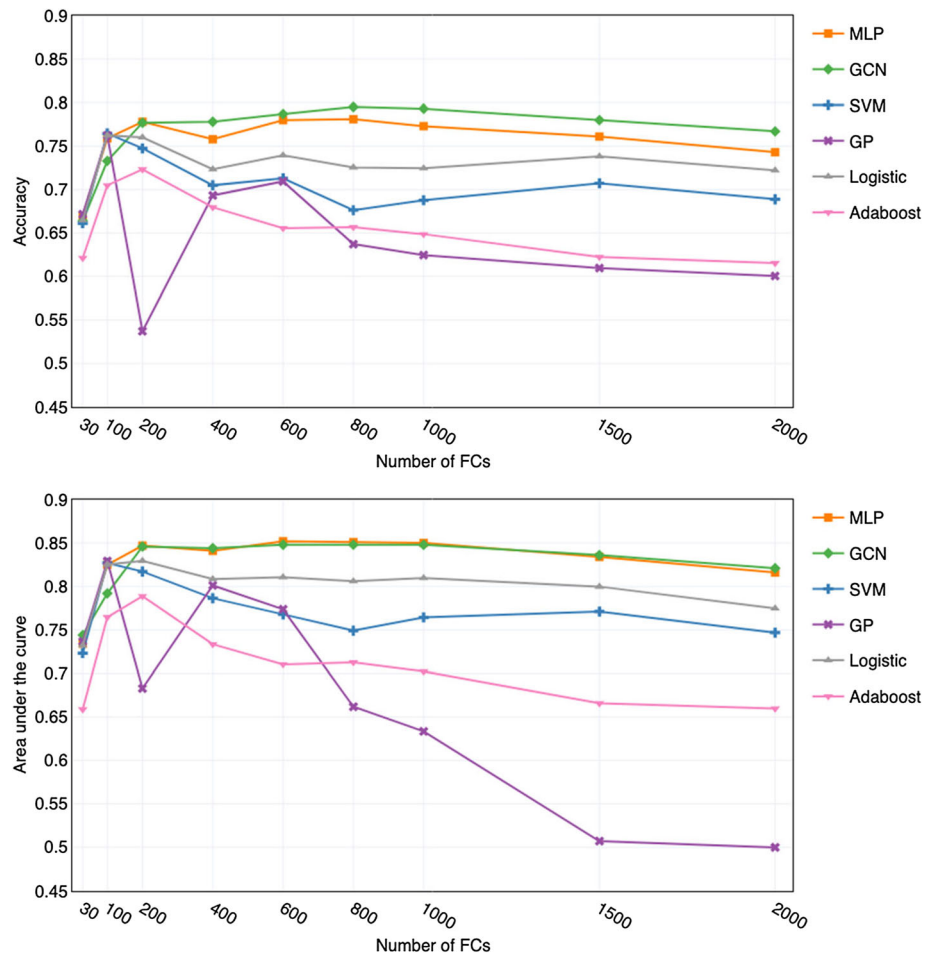 0.9
0.85
0.8
0.75
0.7
0.65
0.6
0.55
0.5
0.45
Accuracy
30 100 200 400 600 800 1000 1500 2000
Number of FCs
MLP
GCN
SVM
GP
Logistic
Adaboost
0.9
0.85
0.8
0.75
0.7
0.65
0.6
0.55
0.5
0.45
Area under the curve
30 100 200 400 600 800 1000 1500 2000
Number of FCs
MLP
GCN
SVM
GP
Logistic
Adaboost